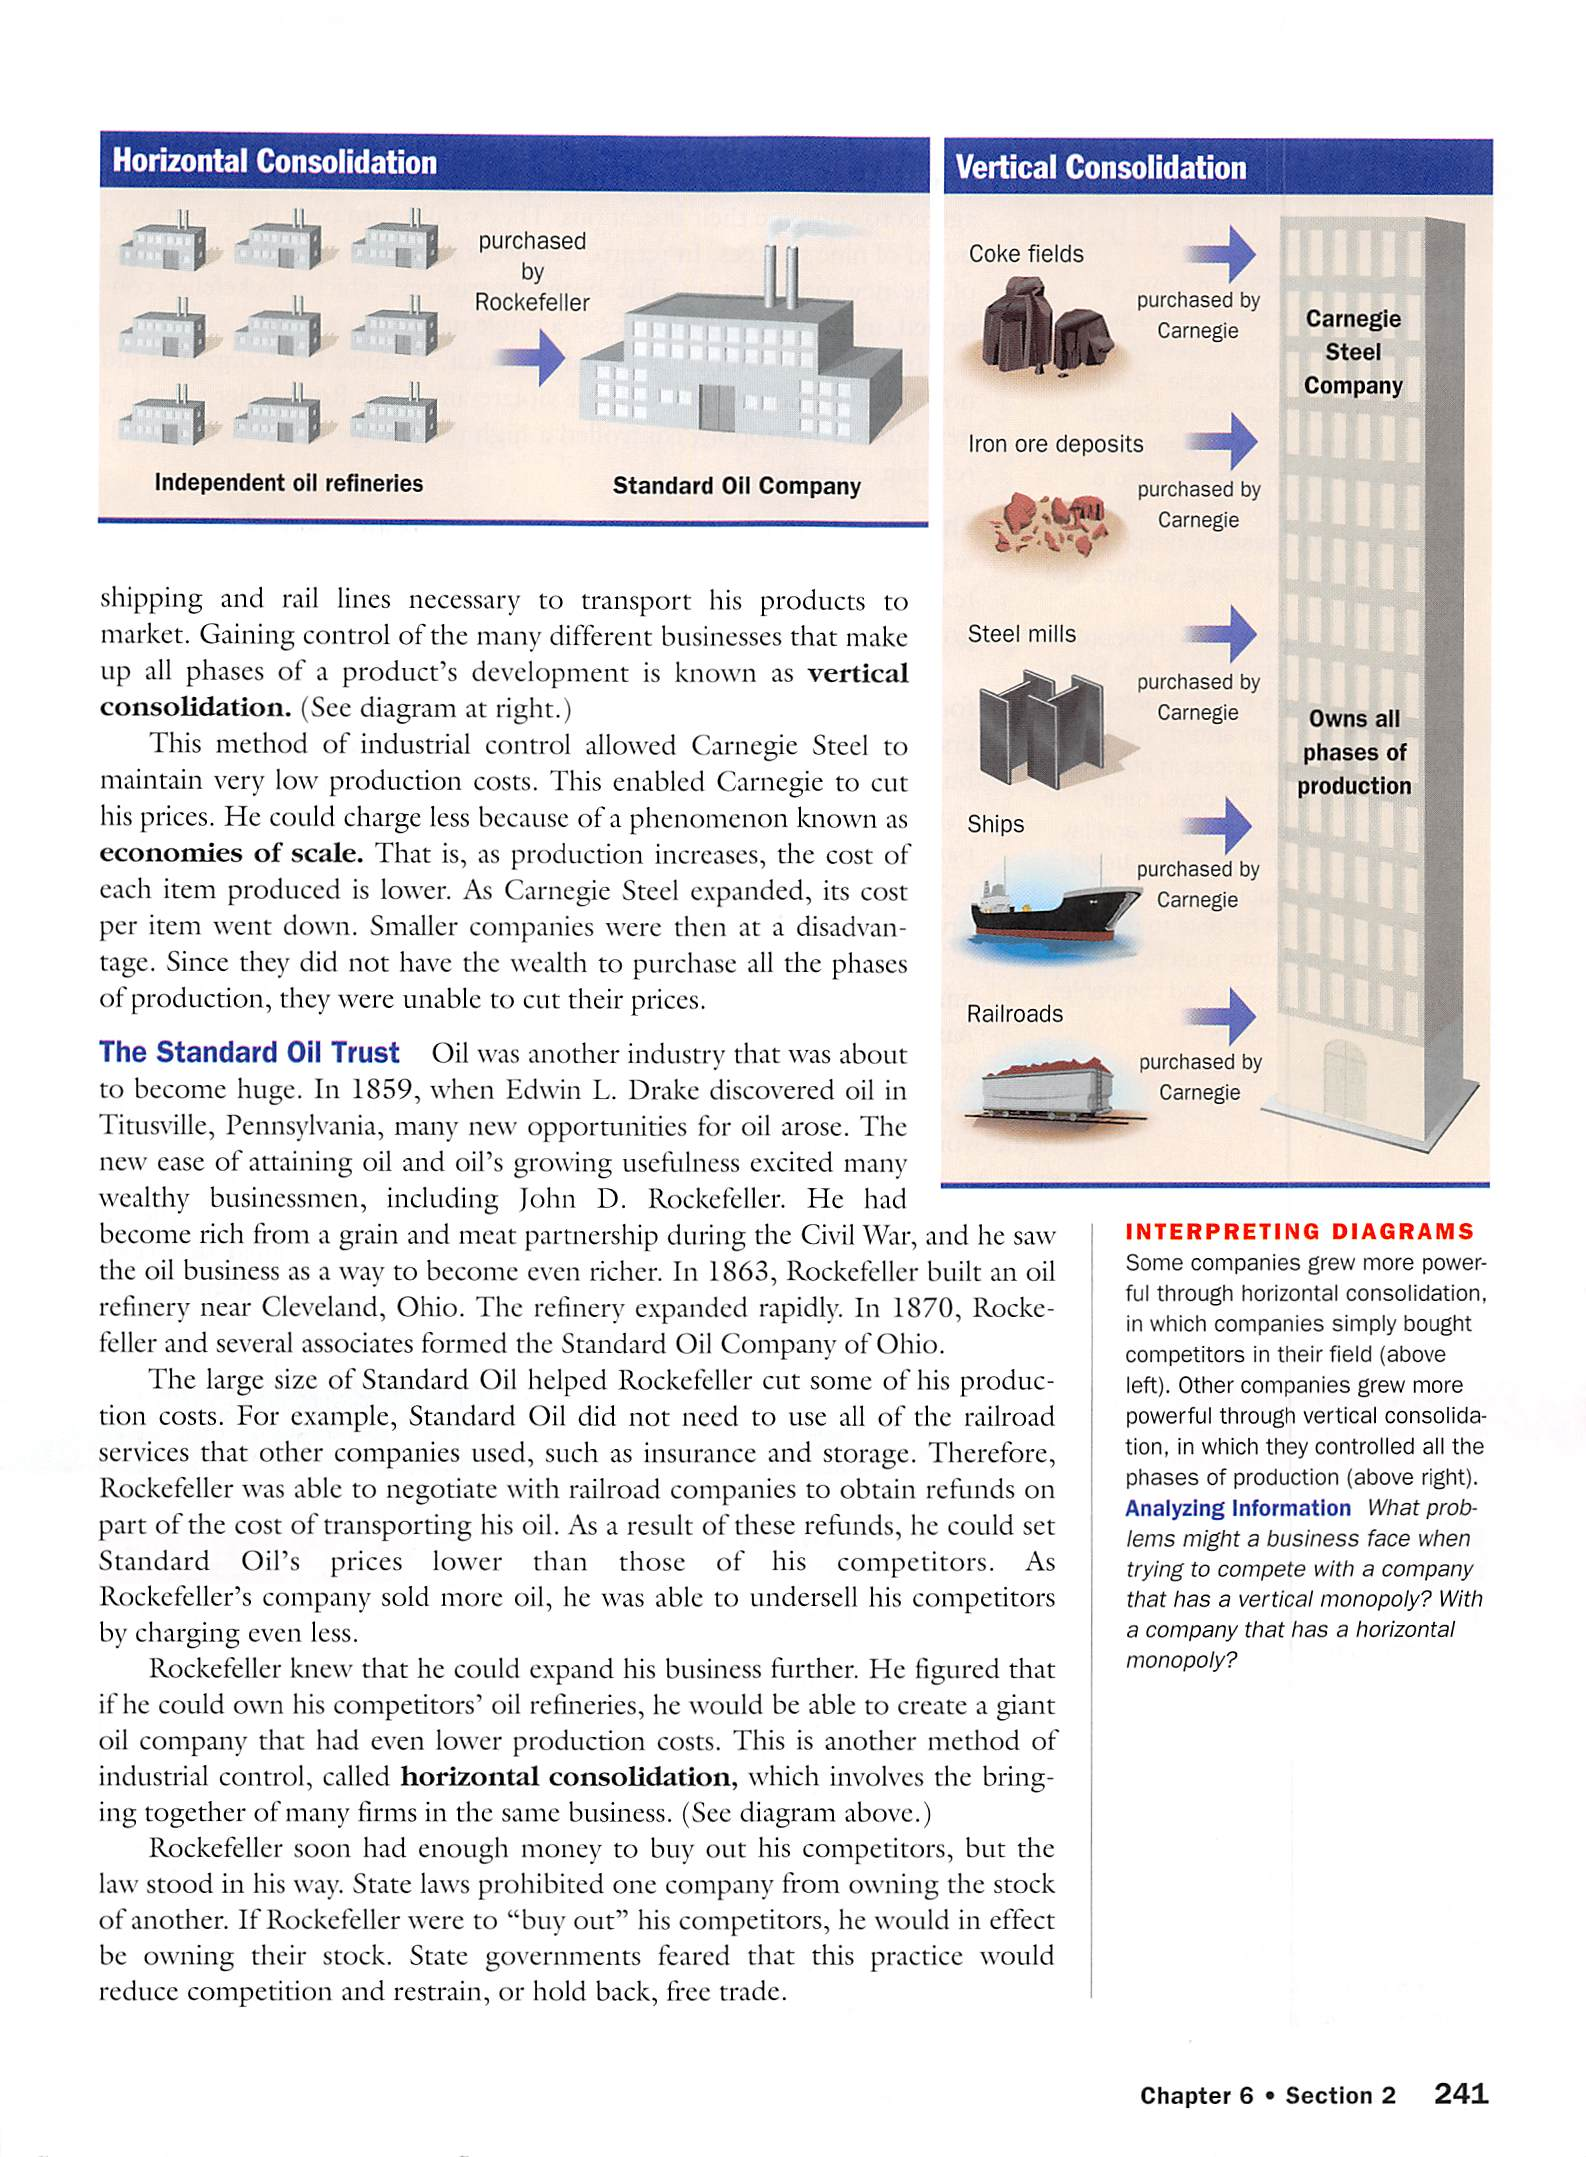 Horizontal Consolidation
purchased
by
Rockefeller
Independent oil refineries
Standard Oil Company
Vertical Consolidation
Coke fields
purchased by
Carnegie
Iron ore deposits
purchased by
Carnegie
Steel mills
purchased by
Carnegie
Ships
purchased by
Carnegie
Railroads
purchased by
Carnegie
Carnegie
Steel
Company
Owns all
phases of
production
shipping and rail lines necessary to transport his products to
market. Gaining control of the many different businesses that make
up all phases of a product's development is known as vertical
consolidation. (See diagram at right.)
This method of industrial control allowed Carnegie Steel to
maintain very low production costs. This enabled Carnegie to cut
his prices. He could charge less because of a phenomenon known as
economies of scale. That is, as production increases, the cost of
each item produced is lower. As Carnegie Steel expanded, its cost
per item went down. Smaller companies were then at a disadvan-
tage. Since they did not have the wealth to purchase all the phases
of production, they were unable to cut their prices.
The Standard Oil Trust Oil was another industry that was about
to become huge. In 1859, when Edwin L. Drake discovered oil in
Titusville, Pennsylvania, many new opportunities for oil arose. The
new ease of attaining oil and oil's growing usefulness excited many
wealthy businessmen, including John D. Rockefeller. He had
become rich from a grain and meat partnership during the Civil War, and he saw
the oil business as a way to become even richer. In 1863, Rockefeller built an oil
refinery near Cleveland, Ohio. The refinery expanded rapidly. In 1870, Rocke-
feller and several associates formed the Standard Oil Company of Ohio.
The large size of Standard Oil helped Rockefeller cut some of his produc-
tion costs. For example, Standard Oil did not need to use all of the railroad
services that other companies used, such as insurance and storage. Therefore,
Rockefeller was able to negotiate with railroad companies to obtain refunds on
part of the cost of transporting his oil. As a result of these refunds, he could set
Standard Oil's prices lower than those of his competitors. As
Rockefeller's company sold more oil, he was able to undersell his competitors
by charging even less.
Rockefeller knew that he could expand his business further. He figured that
if he could own his competitors' oil refineries, he would be able to create a giant
oil company that had even lower production costs. This is another method of
industrial control, called horizontal consolidation, which involves the bring-
ing together of many firms in the same business. (See diagram above.)
Rockefeller soon had enough money to buy out his competitors, but the
law stood in his way. State laws prohibited one company from owning the stock
of another. If Rockefeller were to "buy out" his competitors, he would in effect
be owning their stock. State governments feared that this practice would
reduce competition and restrain, or hold back, free trade.
INTERPRETING DIAGRAMS
Some companies grew more power-
ful through horizontal consolidation,
in which companies simply bought
competitors in their field (above
left). Other companies grew more
powerful through vertical consolida-
tion, in which they controlled all the
phases of production (above right).
Analyzing Information What prob-
lems might a business face when
trying to compete with a company
that has a vertical monopoly? With
a company that has a horizontal
monopoly?
Chapter 6 • Section 2 241